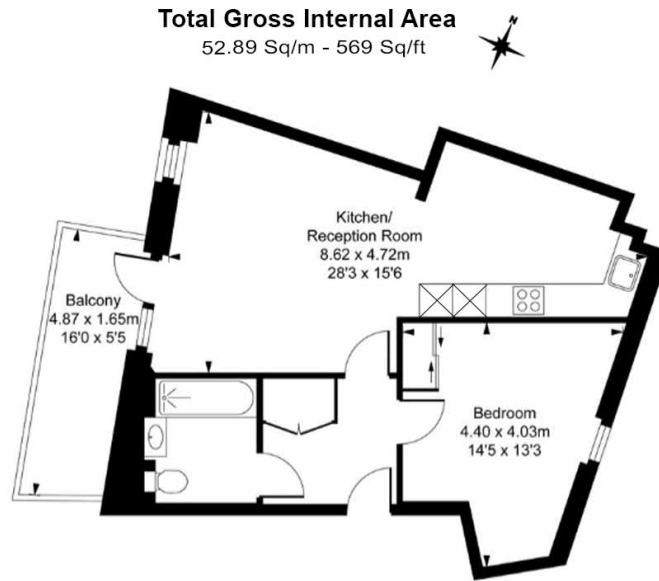 Total Gross Internal Area
52.89 Sq/m - 569 Sq/ft
N
Kitchen/
Reception Room
8.62 x 4.72m
28'3 x 15'6
Balcony
4.87 x 1.65m
16'0 x 5'5
Bedroom
4.40 x 4.03m
14'5 x 13'3